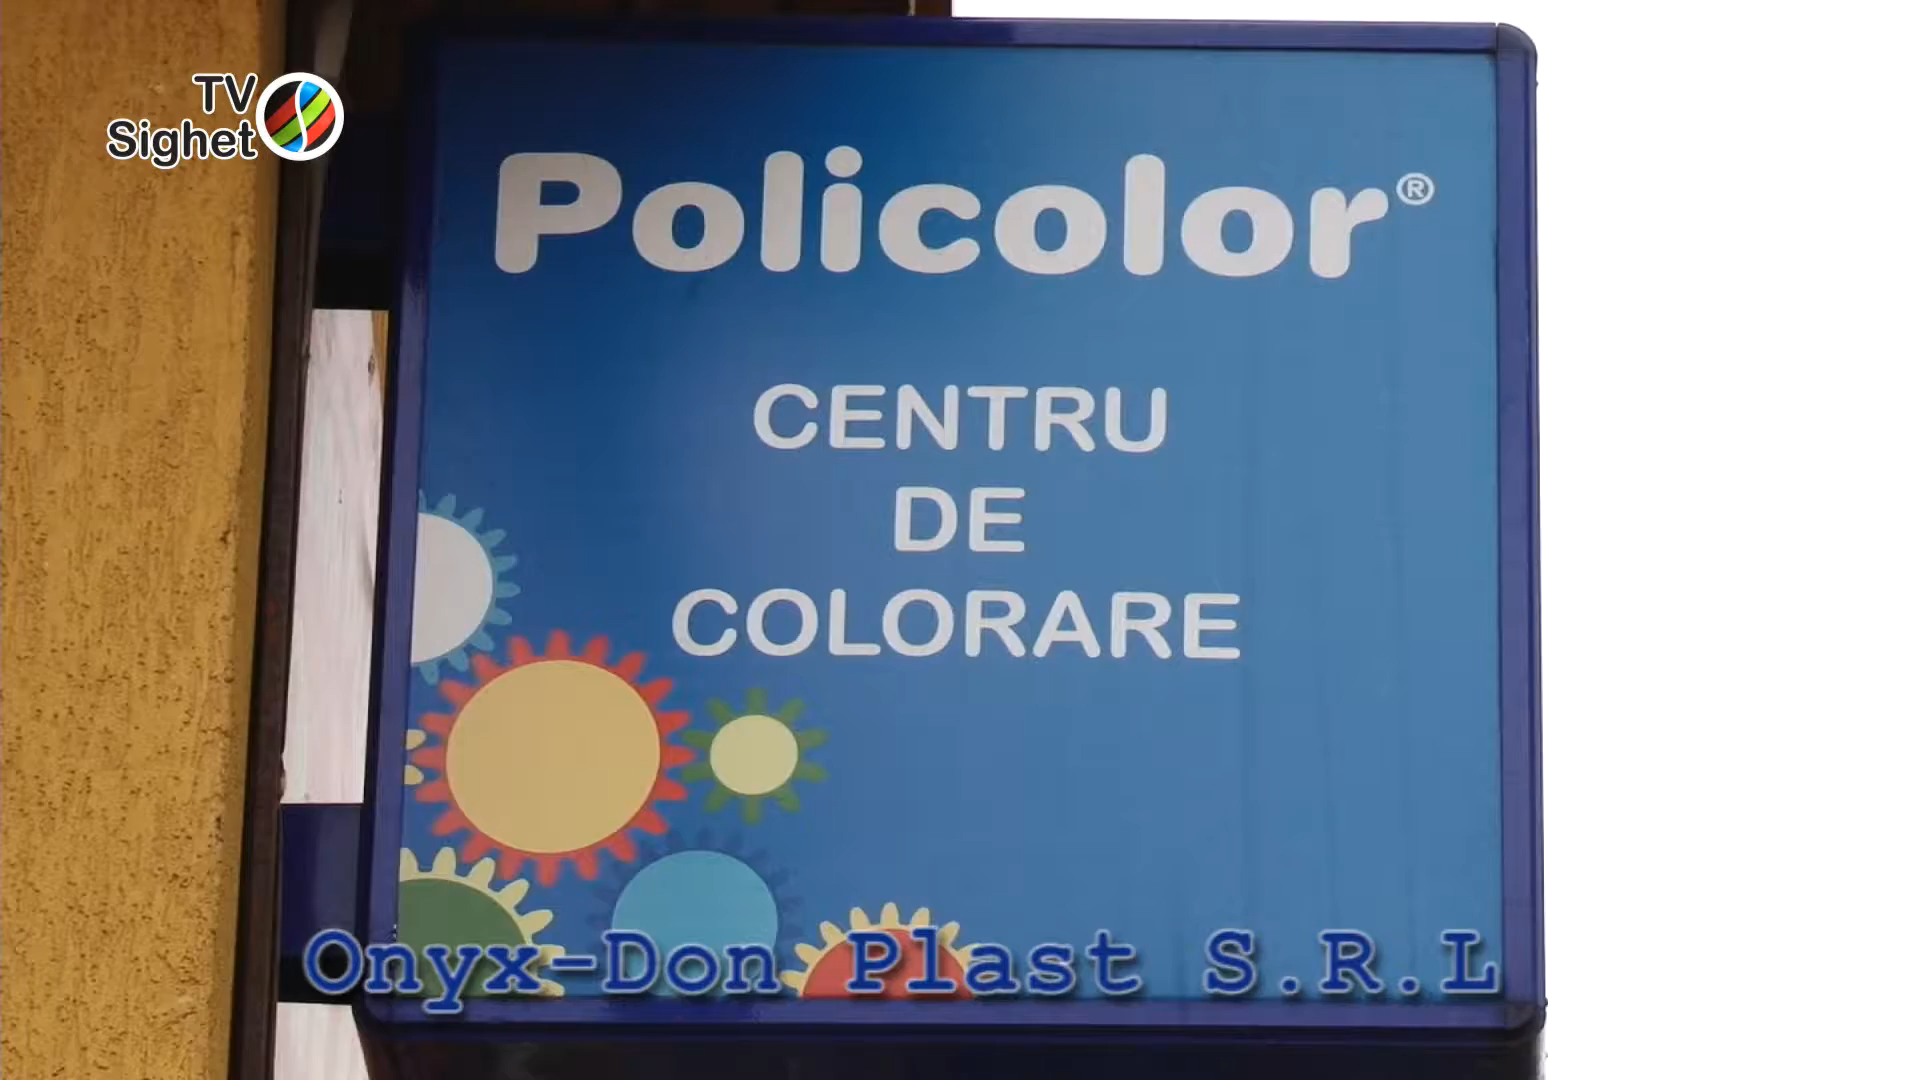 TV
Sighet
Policolor®
CENTRU
DE
COLORARE
Onyx-Don Plast S.R.L